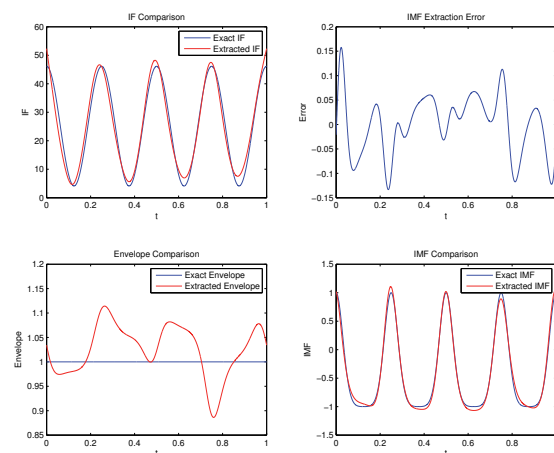 IF Comparison
60
50
40
30
20
10
0
IF
Exact IF
Extracted IF
0 0.2 0.4 0.6 0.8 1
t
IMF Extraction Error
0.2
0.15
0.1
0.05
0
−0.05
−0.1
−0.15
Error
0 0.2 0.4 0.6 0.8
t
Envelope Comparison
1.2
1.15
1.1
1.05
1
0.95
0.9
0.85
Envelope
Exact Envelope
Extracted Envelope
0 0.2 0.4 0.6 0.8 1
t
IMF Comparison
1.5
1
0.5
0
−0.5
−1
−1.5
IMF
Exact IMF
Extracted IMF
0 0.2 0.4 0.6 0.8
t